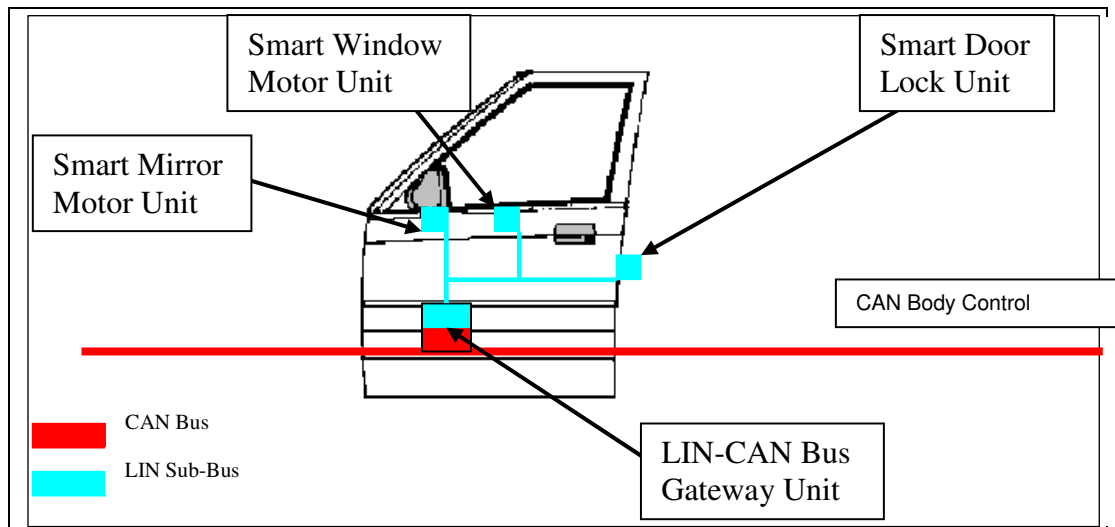 Smart Window
Motor Unit
Smart Door
Lock Unit
Smart Mirror
Motor Unit
CAN Body Control
CAN Bus
LIN Sub-Bus
LIN-CAN Bus
Gateway Unit